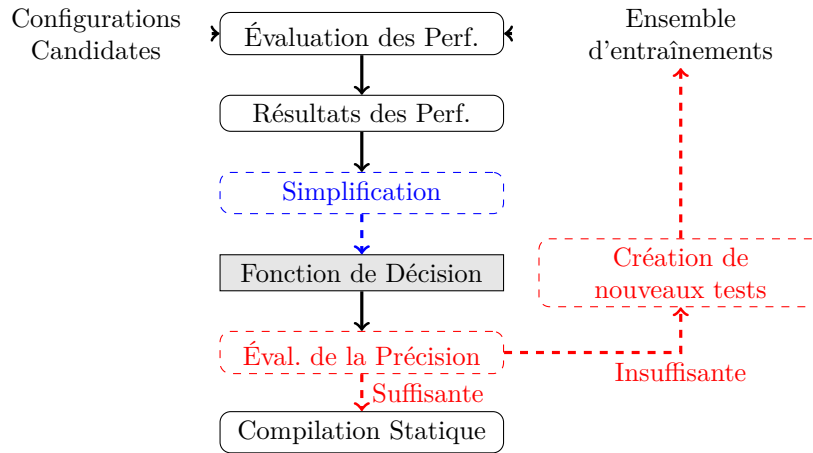 Configurations
Candidates
Évaluation des Perf.
Ensemble
d'entraînements
Résultats des Perf.
Simplification
Fonction de Décision
Création de
nouveaux tests
Éval. de la Précision
Insuffisante
Suffisante
Compilation Statique